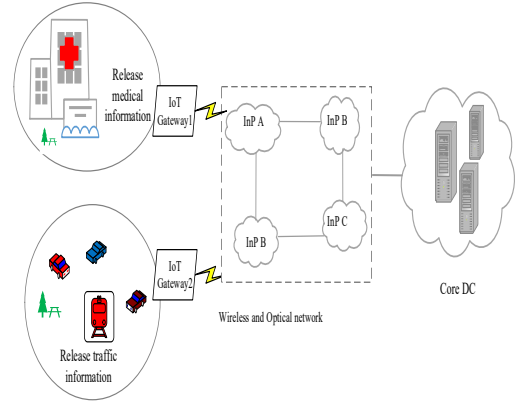 Release
medical
information
IoT
Gateway1
InP A
InP B
InP B
InP C
Core DC
Wireless and Optical network
IoT
Gateway2
Release traffic
information